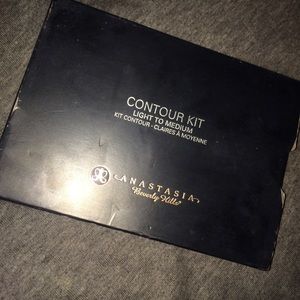 CONTOUR KIT
LIGHT TO MEDIUM
KIT CONTOUR - CLAIRES À MOYENNE
ANASTASIA
Beverly Hills®